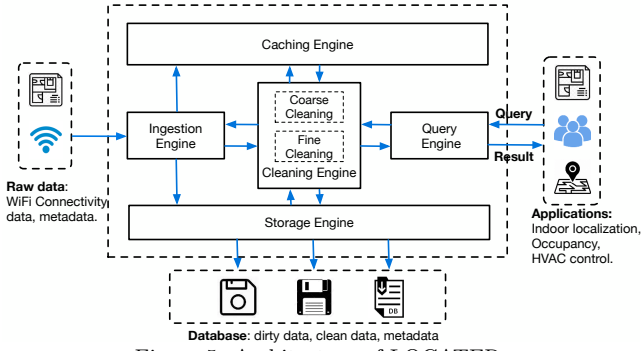 Caching Engine
Coarse
Cleaning
Fine
Cleaning
Cleaning Engine
Ingestion
Engine
Query
Engine
Query
Result
Raw data:
WiFi Connectivity
data, metadata.
Storage Engine
Applications:
Indoor localization,
Occupancy,
HVAC control.
DB
Database: dirty data, clean data, metadata